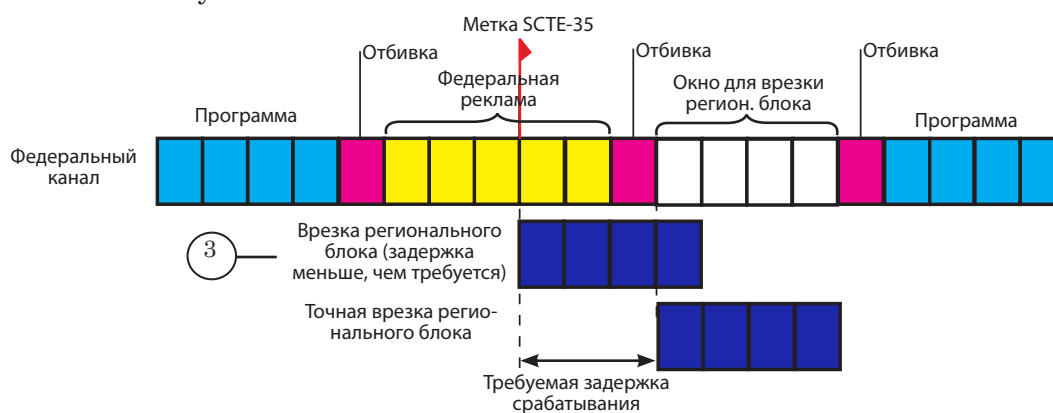 Метка SCTE-35
Отбивка
Отбивка
Отбивка
Федеральная
реклама
Окно для врезки
регион. блока
Программа
Программа
Федеральный
канал
3
Врезка регионального
блока (задержка
меньше, чем требуется)
Точная врезка регио-
нального блока
Требуемая задержка
срабатывания